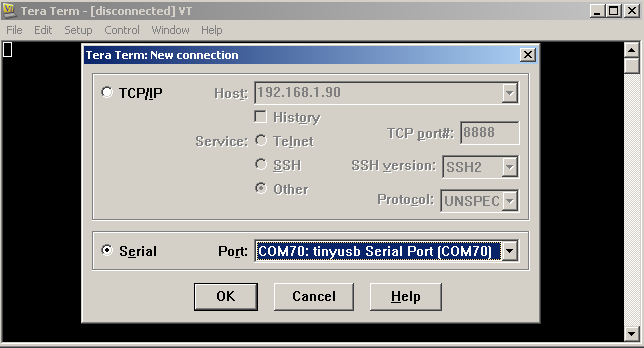 Tera Term - [disconnected] VT
File Edit Setup Control Window Help
Tera Term: New connection
TCP/IP Host: 192.168.1.90
History
Service: Telnet TCP port#: 8888
SSH SSH version: SSH2
Other Protocol: UNSPEC
Serial Port: COM70: tinyusb Serial Port (COM70)
OK Cancel Help